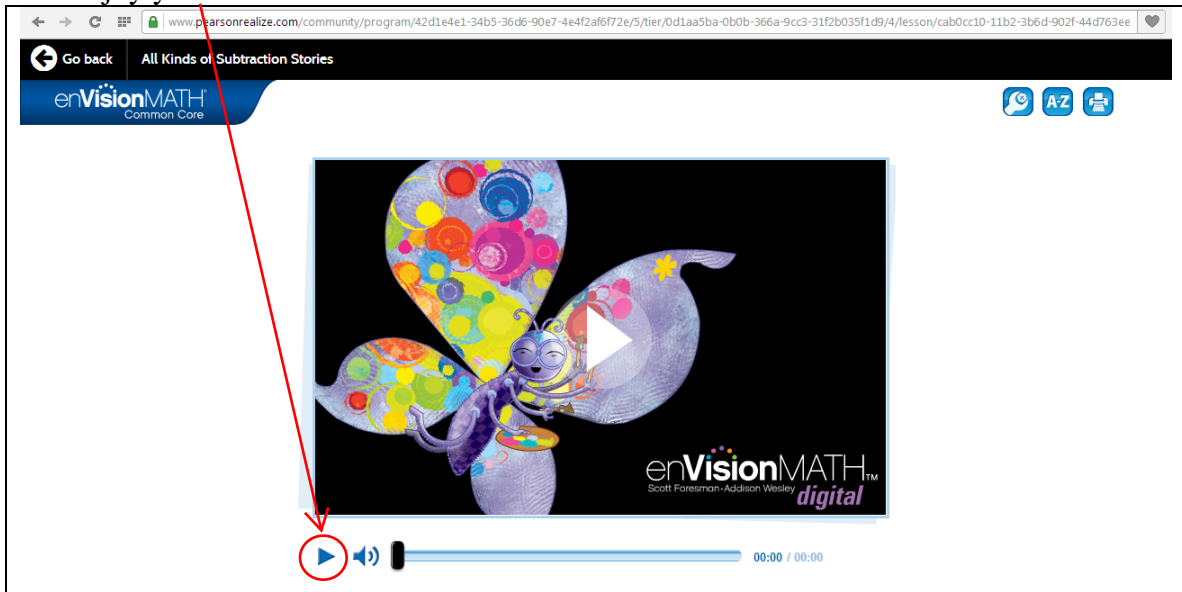 www.pearsonrealize.com/community/program/42d1e4e1-34b5-36d6-90e7-4e4f2af6f72e/5/tier/0d1aa5ba-0b0b-366a-9cc3-31f2b035f1d9/4/lesson/cab0cc10-11b2-3b6d-902f-44d763ee
Go back All Kinds of Subtraction Stories
enVisionMATH
Common Core
A-Z
enVisionMATH™
Scott Foresman·Addison Wesley digital
00:00 / 00:00